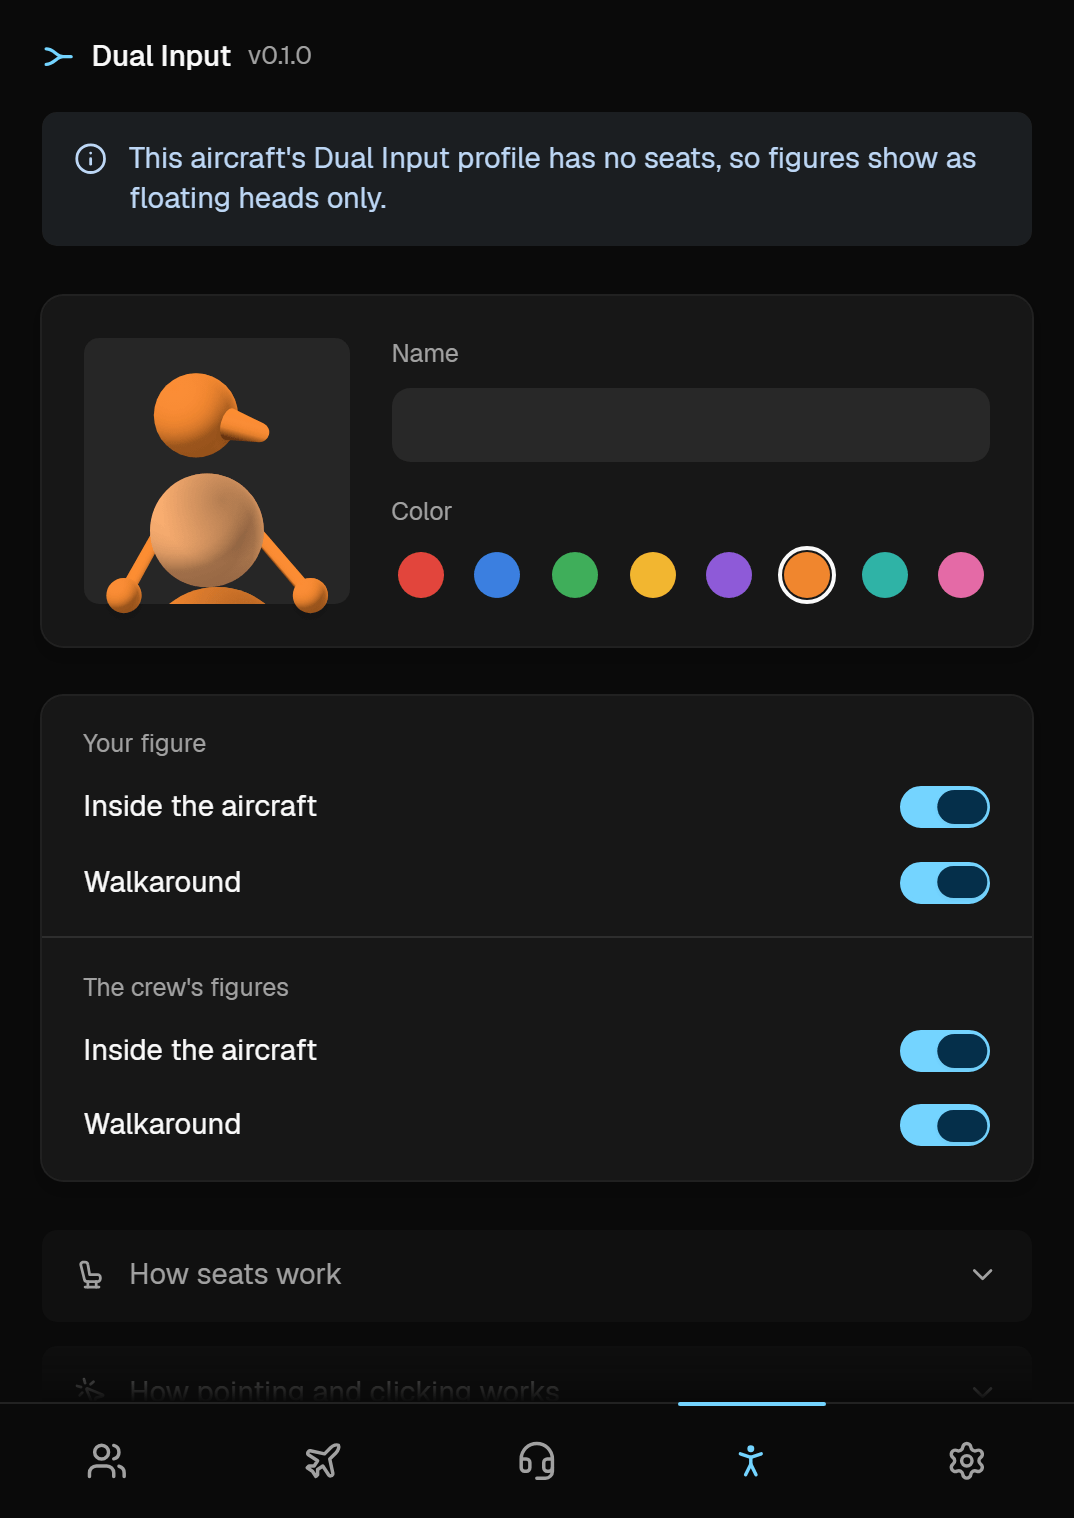 Dual Input v0.1.0
This aircraft's Dual Input profile has no seats, so figures show as
floating heads only.
Name
Color
Your figure
Inside the aircraft
Walkaround
The crew's figures
Inside the aircraft
Walkaround
How seats work
How pointing and clicking works